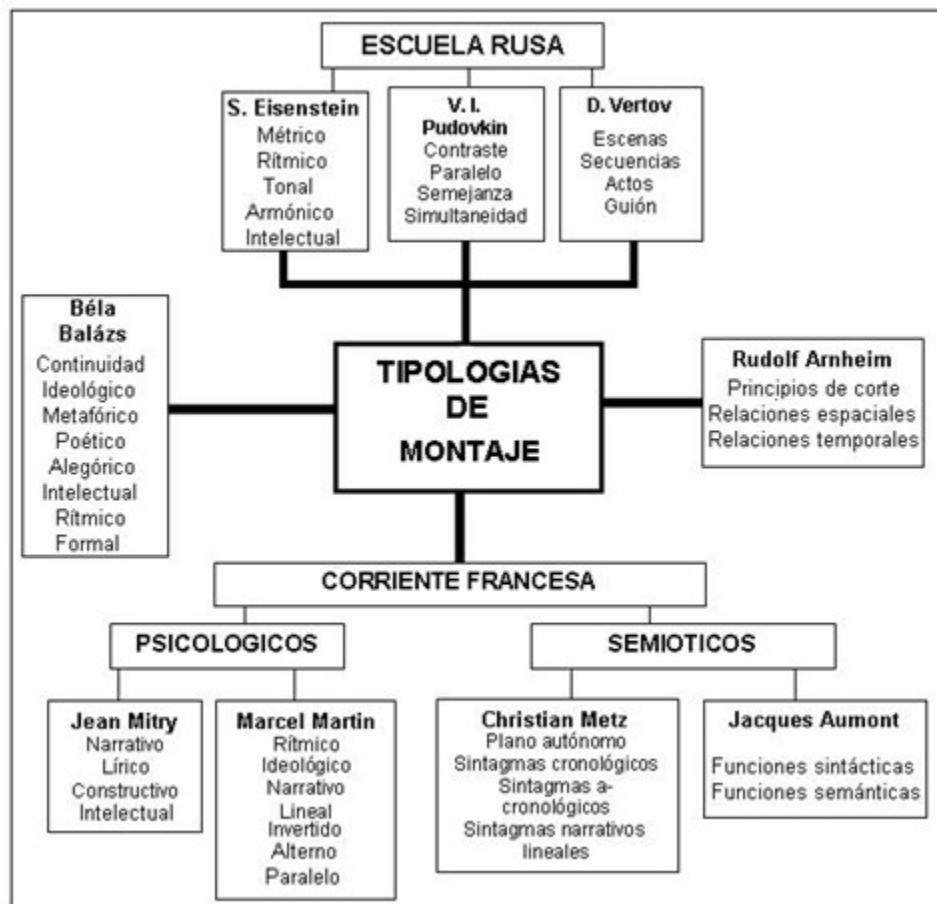 ESCUELA RUSA
S. Eisenstein
Métrico
Rítmico
Tonal
Armónico
Intelectual
V. I.
Pudovkin
Contraste
Paralelo
Semejanza
Simultaneidad
D. Vertov
Escenas
Secuencias
Actos
Guión
Béla
Balázs
Continuidad
Ideológico
Metafórico
Poético
Alegórico
Intelectual
Rítmico
Formal
TIPOLOGIAS
DE
MONTAJE
Rudolf Arnheim
Principios de corte
Relaciones espaciales
Relaciones temporales
CORRIENTE FRANCESA
PSICOLOGICOS
SEMIOTICOS
Jean Mitry
Narrativo
Lírico
Constructivo
Intelectual
Marcel Martin
Rítmico
Ideológico
Narrativo
Lineal
Invertido
Alterno
Paralelo
Christian Metz
Plano autónomo
Sintagmas cronológicos
Sintagmas a-
cronológicos
Sintagmas narrativos
lineales
Jacques Aumont
Funciones sintácticas
Funciones semánticas